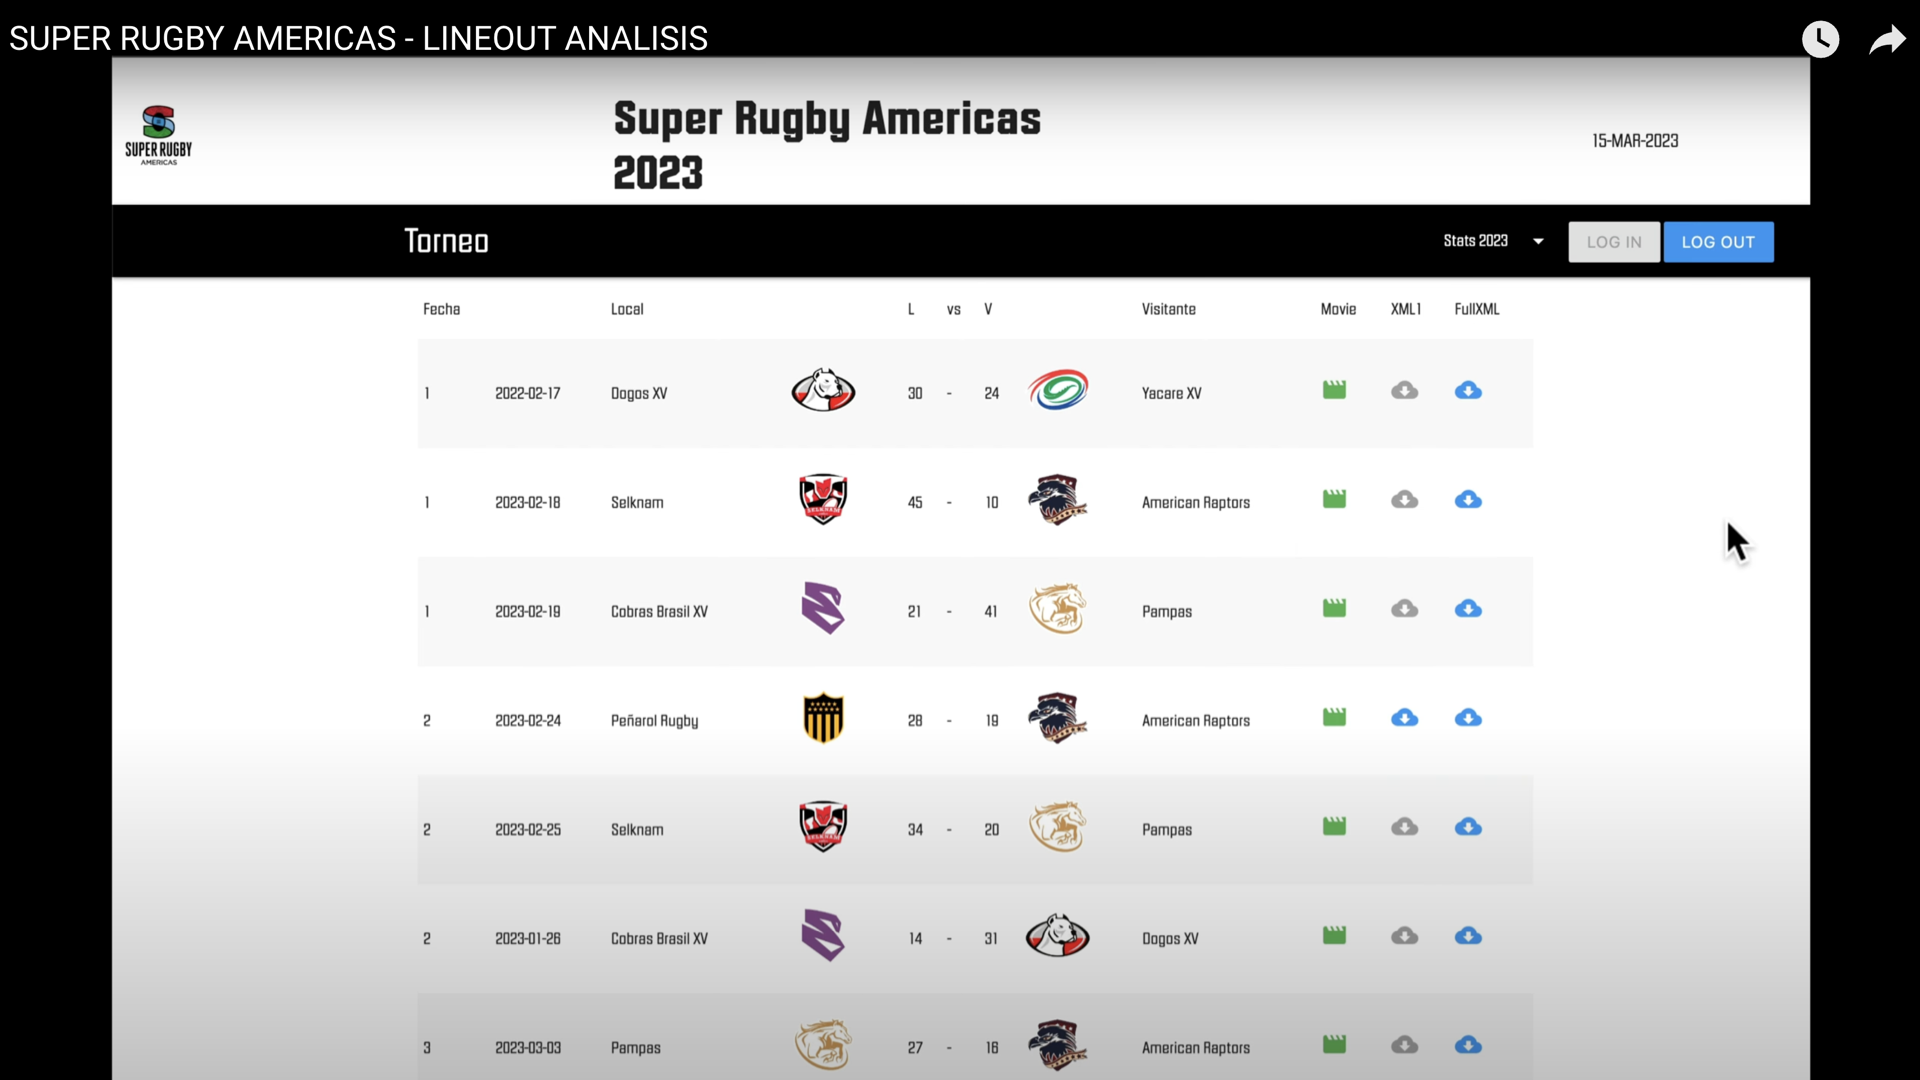 SUPER RUGBY AMERICAS - LINEOUT ANALISIS
SUPER RUGBY
AMERICAS
Super Rugby Americas
2023
15-MAR-2023
Torneo
Stats 2023
LOG IN
LOG OUT
Fecha Local L vs V Visitante Movie XML1 FullXML
1 2022-02-17 Dogos XV 30 - 24 Yacare XV
1 2023-02-18 Selknam SELKNAM 45 - 10 American Raptors
1 2023-02-19 Cobras Brasil XV 21 - 41 Pampas
2 2023-02-24 Peñarol Rugby 28 - 19 American Raptors
2 2023-02-25 Selknam SELKNAM 34 - 20 Pampas
2 2023-01-26 Cobras Brasil XV 14 - 31 Dogos XV
3 2023-03-03 Pampas 27 - 16 American Raptors